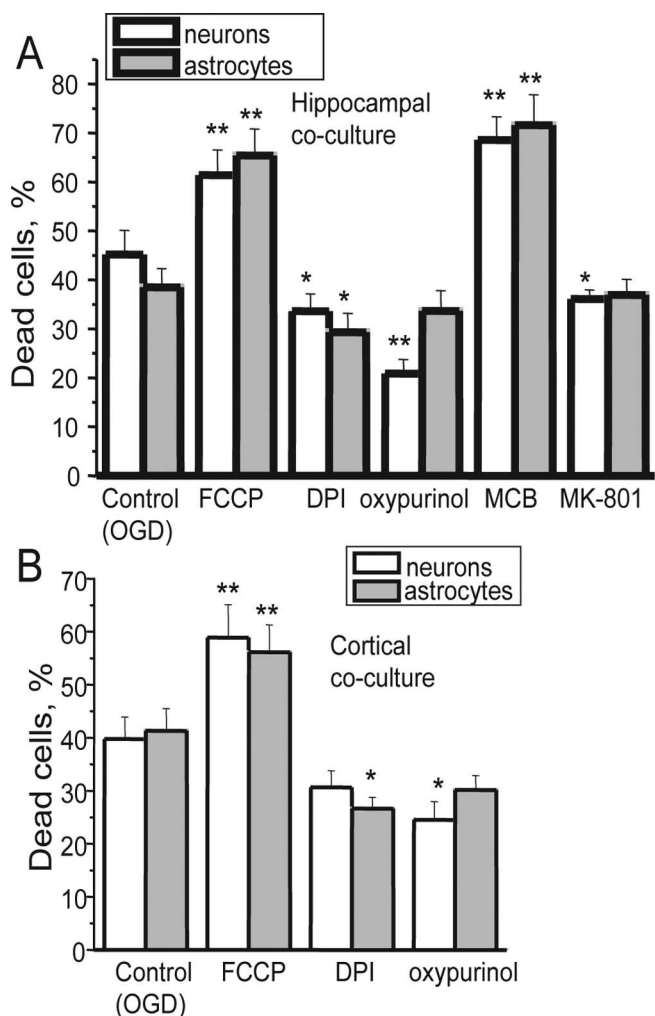 A
neurons
astrocytes
Hippocampal
co-culture
Dead cells, %
80
70
60
50
40
30
20
10
0
** ** * * ** ** ** *
Control
(OGD)
FCCP DPI oxypurinol MCB MK-801
B
neurons
astrocytes
Cortical
co-culture
Dead cells, %
70
60
50
40
30
20
10
0
** ** * *
Control
(OGD)
FCCP DPI oxypurinol